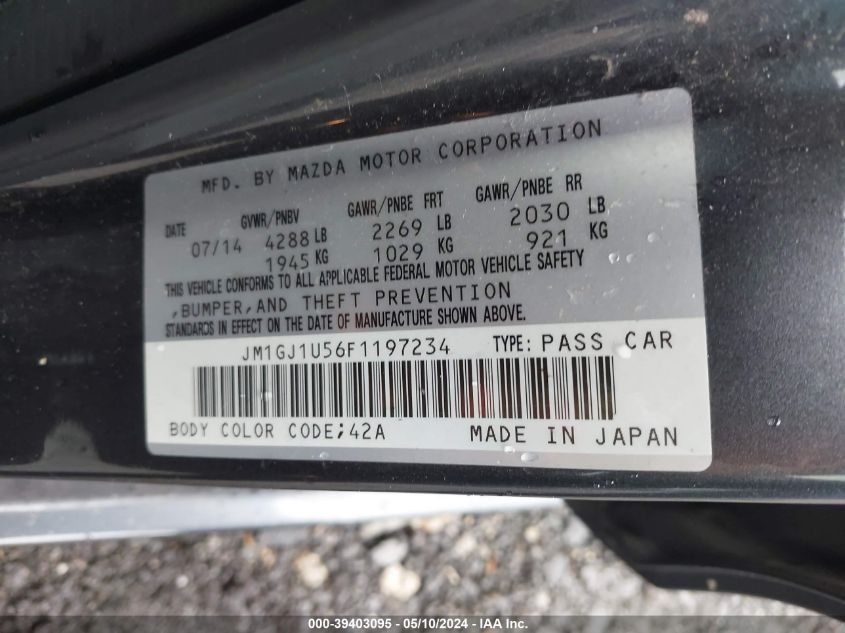 MFD. BY MAZDA MOTOR CORPORATION
DATE GVWR/PNBV GAWR/PNBE FRT GAWR/PNBE RR
07/14 4288 LB 2269 LB 2030 LB
1945 KG 1029 KG 921 KG
THIS VEHICLE CONFORMS TO ALL APPLICABLE FEDERAL MOTOR VEHICLE SAFETY
,BUMPER,AND THEFT PREVENTION
STANDARDS IN EFFECT ON THE DATE OF MANUFACTURE SHOWN ABOVE.
JM1GJ1U56F1197234 TYPE: PASS CAR
BODY COLOR CODE;42A MADE IN JAPAN
000-39403095 - 05/10/2024 - IAA Inc.